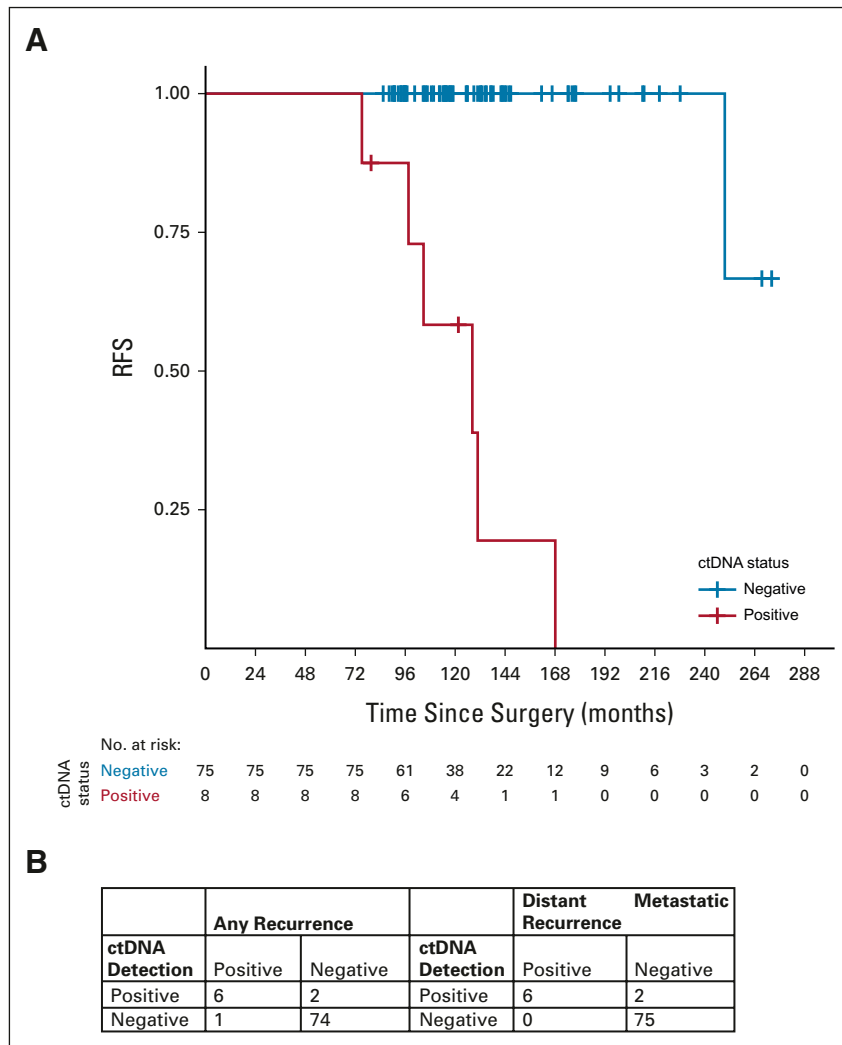 A
1.00
0.75
0.50
0.25
RFS
ctDNA status
Negative
Positive
0 24 48 72 96 120 144 168 192 216 240 264 288
Time Since Surgery (months)
No. at risk:
ctDNA status
Negative 75 75 75 75 61 38 22 12 9 6 3 2 0
Positive 8 8 8 8 6 4 1 1 0 0 0 0 0
B
Any Recurrence Distant Metastatic Recurrence
ctDNA Detection Positive Negative ctDNA Detection Positive Negative
Positive 6 2 Positive 6 2
Negative 1 74 Negative 0 75